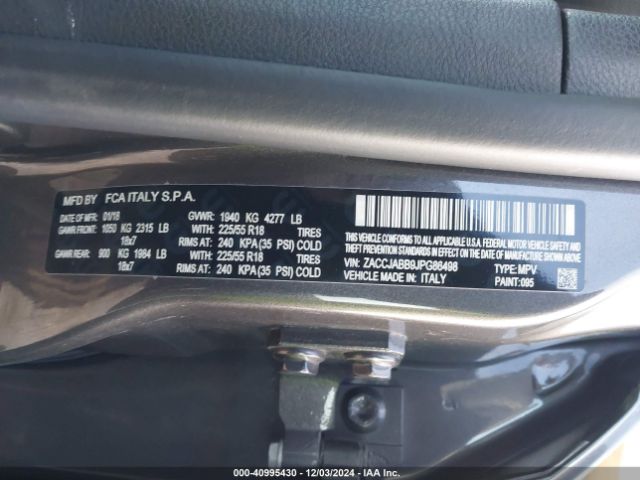 MFD BY FCA ITALY S.P.A.
DATE OF MFR: 01/18 GVWR: 1940 KG 4277 LB
GAWR FRONT: 1050 KG 2315 LB WITH: 225/55 R18 TIRES
18x7 RIMS AT: 240 KPA(35 PSI) COLD
GAWR REAR: 900 KG 1984 LB WITH: 225/55 R18 TIRES
18x7 RIMS AT: 240 KPA(35 PSI) COLD
THIS VEHICLE CONFORMS TO ALL APPLICABLE FEDERAL MOTOR VEHICLE
SAFETY, BUMPER, AND THEFT
PREVENTION STANDARDS IN EFFECT ON THE DATE OF MANUFACTURE SHOWN ABOVE.
VIN: ZACCJABB9JPG86498 TYPE: MPV
VEHICLE MADE IN: ITALY PAINT: 095
000-40995430 - 12/03/2024 - IAA Copart